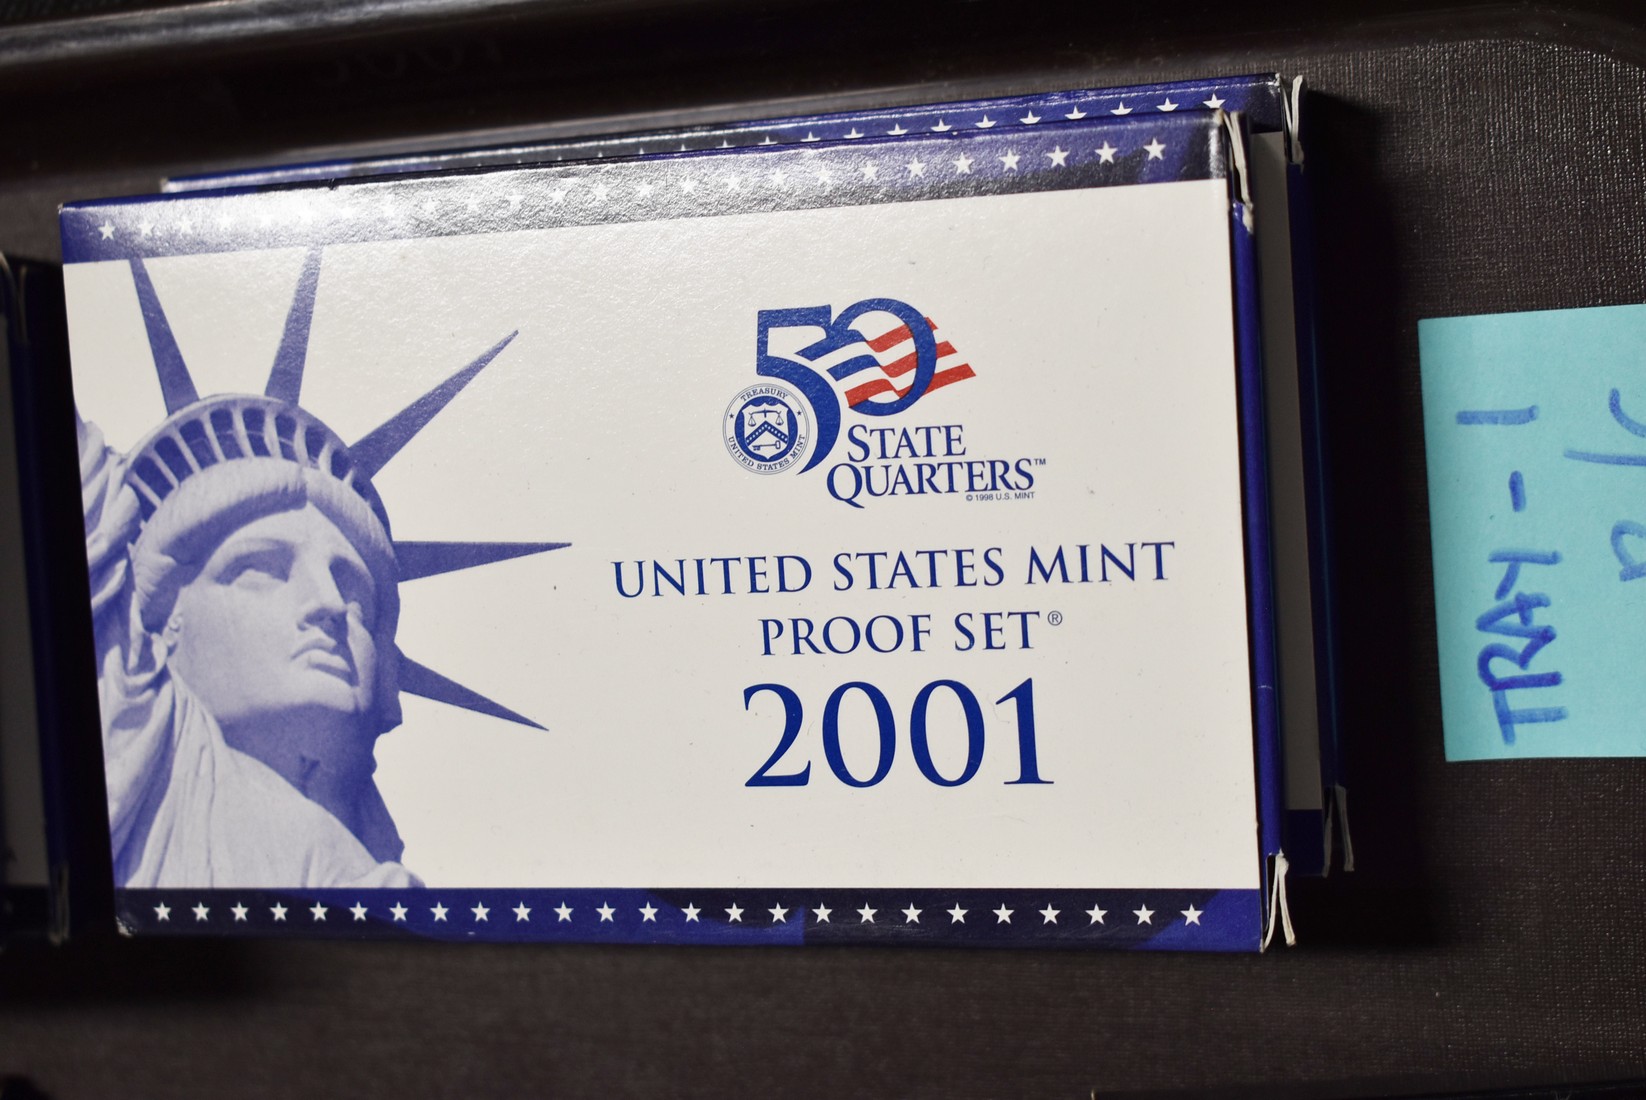 50
STATE
QUARTERS™
© 1998 U.S. MINT
TREASURY
UNITED STATES MINT
UNITED STATES MINT
PROOF SET®
2001
TRAY - 1